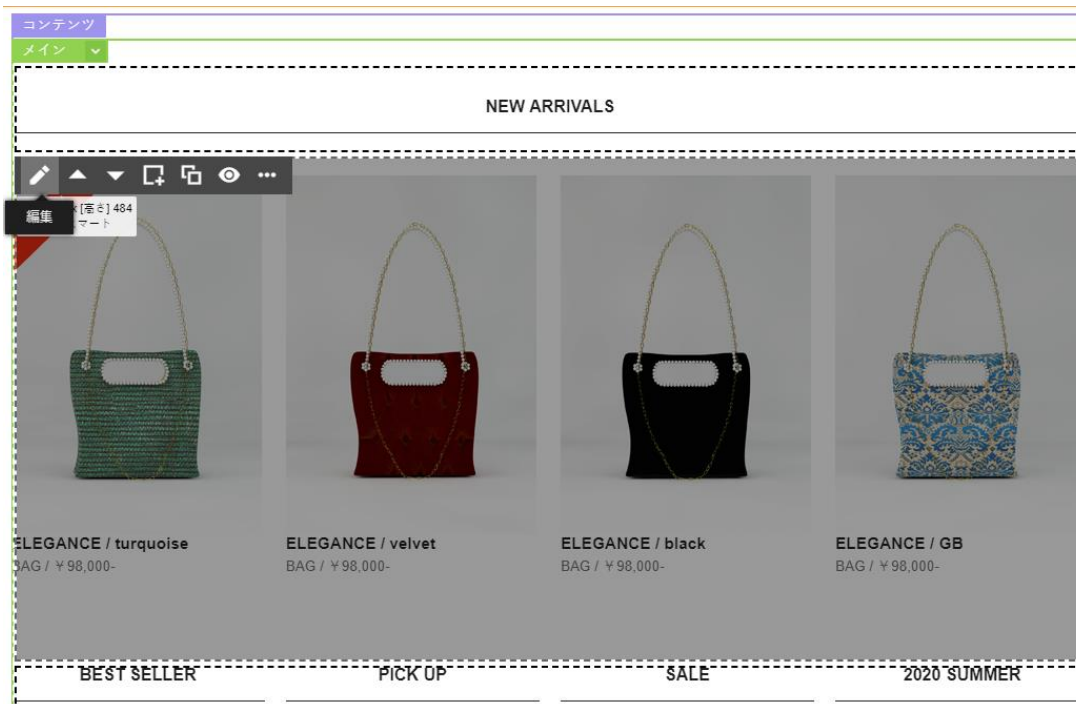 コンテンツ
メイン
NEW ARRIVALS
編集
[高さ] 484
マート
ELEGANCE / turquoise
BAG / ￥98,000-
ELEGANCE / velvet
BAG / ￥98,000-
ELEGANCE / black
BAG / ￥98,000-
ELEGANCE / GB
BAG / ￥98,000-
BEST SELLER
PICK UP
SALE
2020 SUMMER